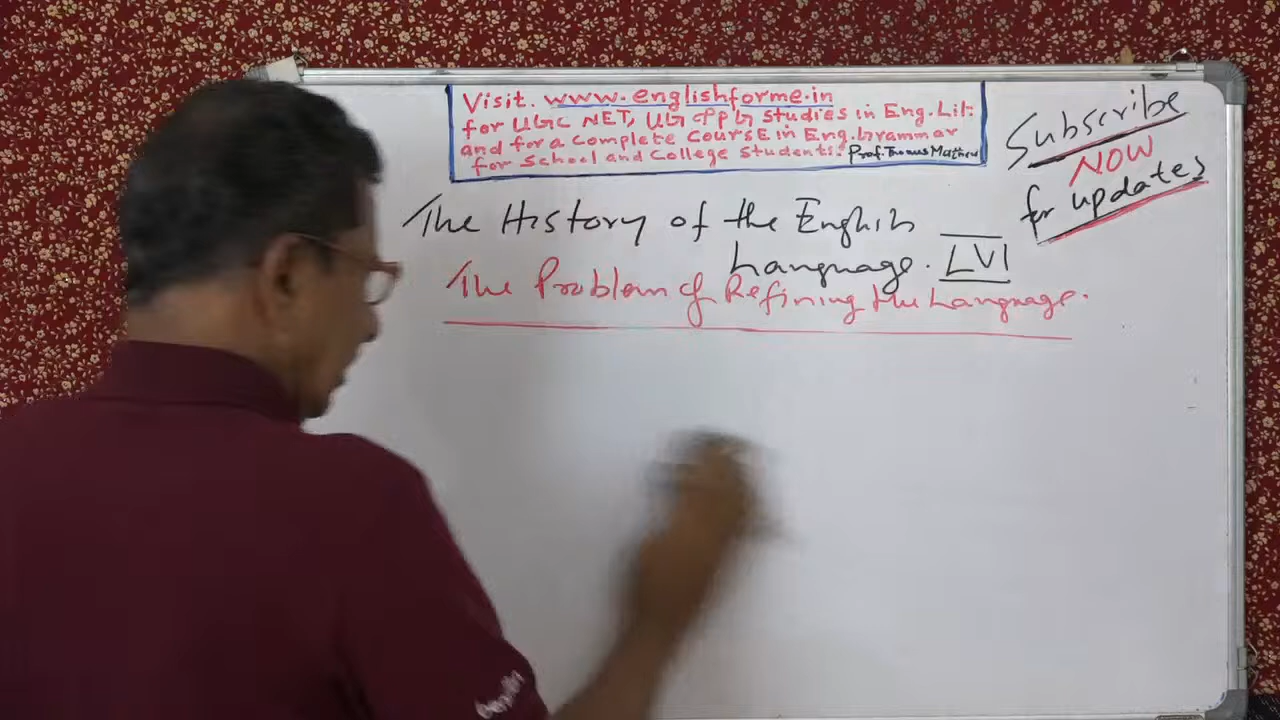 Visit. www.englishforme.in
for UGC NET, UG & PG Studies in Eng. Lit:
and for a Complete CoursE in Eng. Grammar
for School and College Students. Prof. Thomas Mathew
Subscribe
NOW
for updates
The History of the English
Language. LVI
The Problem of Refining the Language.